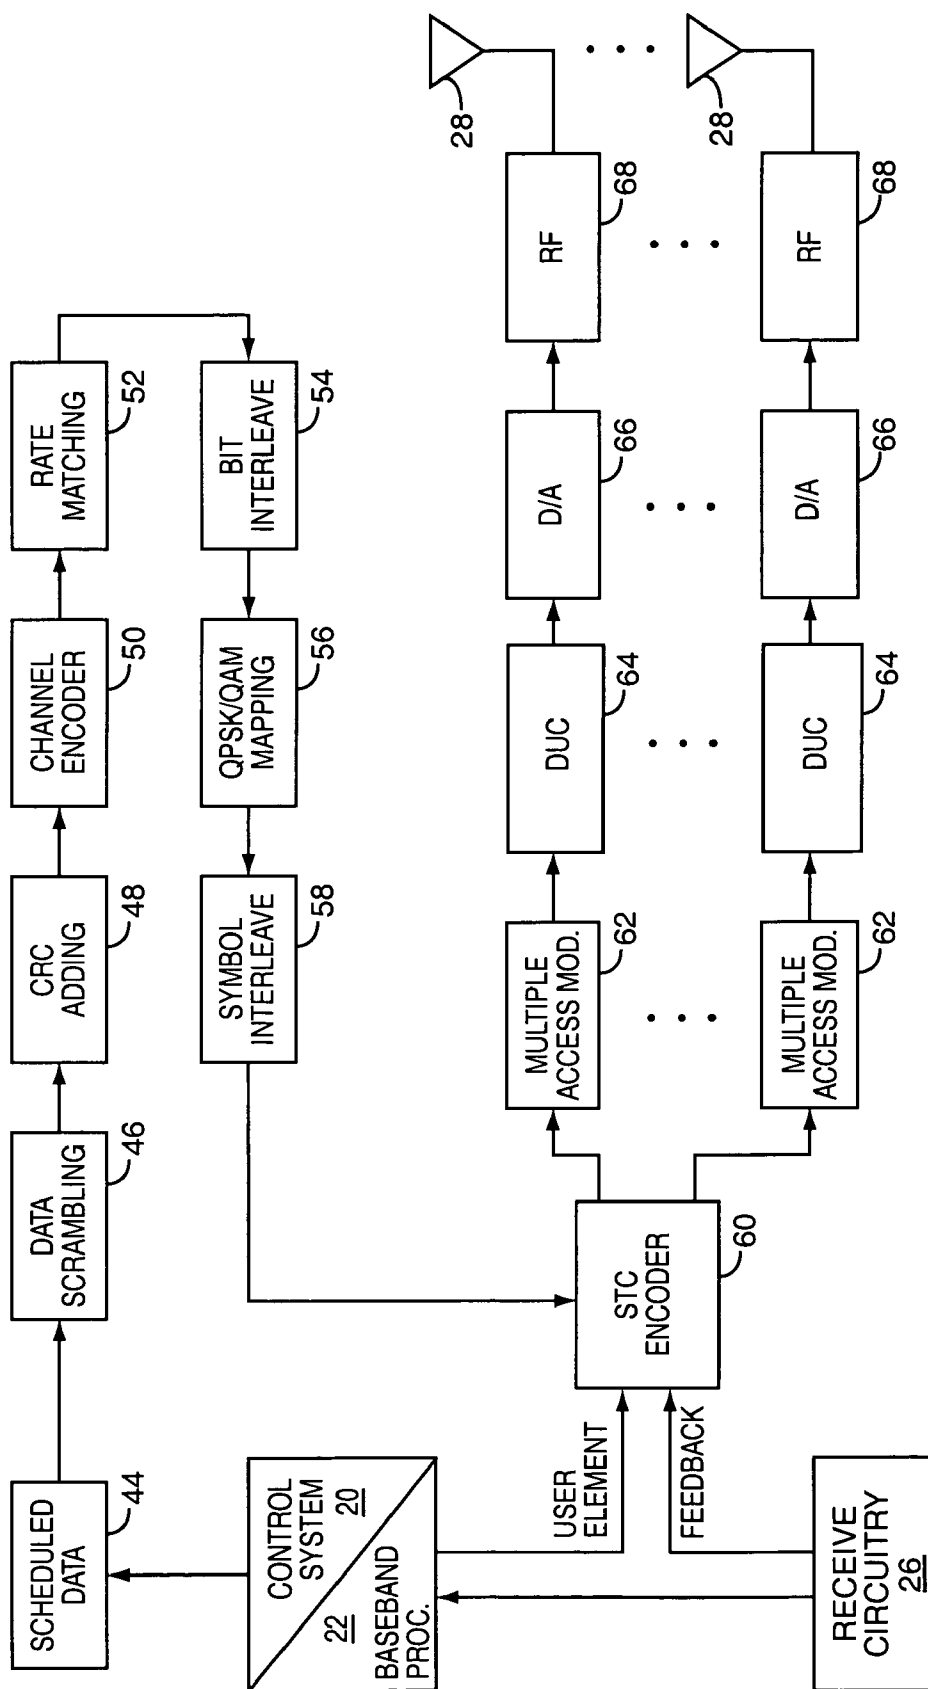 SCHEDULED
DATA
44
DATA
SCRAMBLING
46
CRC
ADDING
48
CHANNEL
ENCODER
50
RATE
MATCHING
52
BIT
INTERLEAVE
54
QPSK/QAM
MAPPING
56
SYMBOL
INTERLEAVE
58
CONTROL
SYSTEM
20
22
BASEBAND
PROC.
USER
ELEMENT
FEEDBACK
RECEIVE
CIRCUITRY
26
STC
ENCODER
60
MULTIPLE
ACCESS MOD.
62
DUC
64
D/A
66
RF
68
28
MULTIPLE
ACCESS MOD.
62
DUC
64
D/A
66
RF
68
28